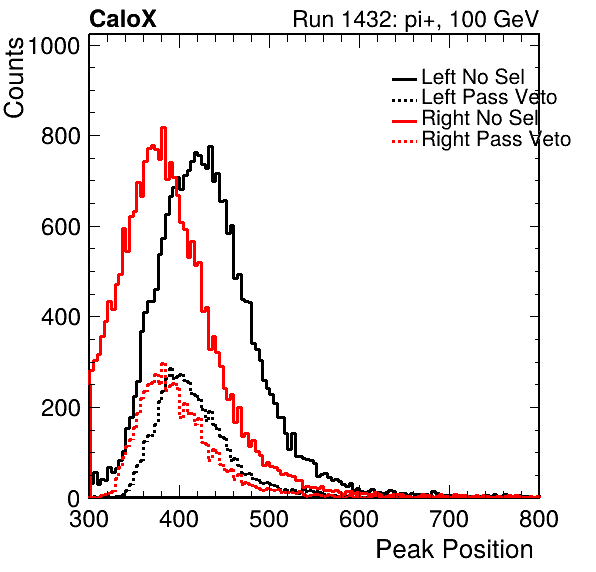 CaloX Run 1432: pi+, 100 GeV
Counts
1000
800
600
400
200
0
Left No Sel
Left Pass Veto
Right No Sel
Right Pass Veto
300 400 500 600 700 800
Peak Position